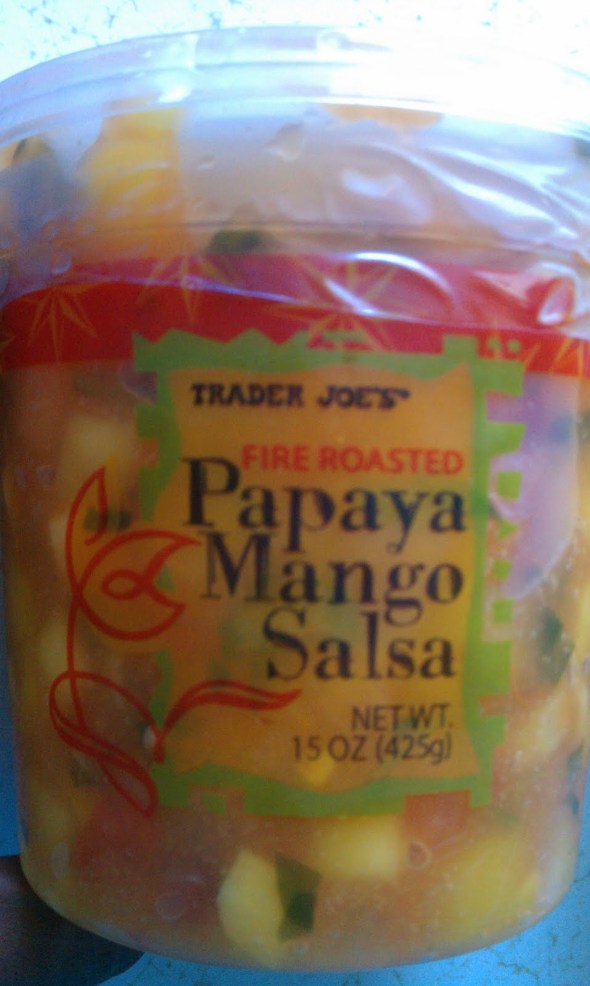 TRADER JOE'S®
FIRE ROASTED
Papaya
Mango
Salsa
NET WT.
15 OZ (425g)